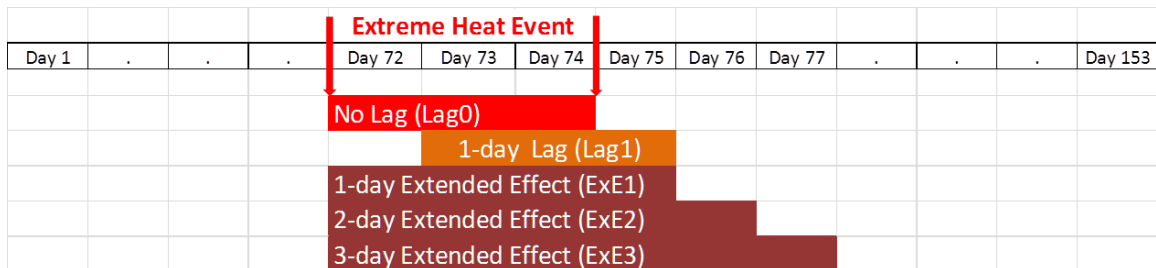 Extreme Heat Event
Day 1 . . . Day 72 Day 73 Day 74 Day 75 Day 76 Day 77 . . . Day 153
No Lag (Lag0)
1-day Lag (Lag1)
1-day Extended Effect (ExE1)
2-day Extended Effect (ExE2)
3-day Extended Effect (ExE3)